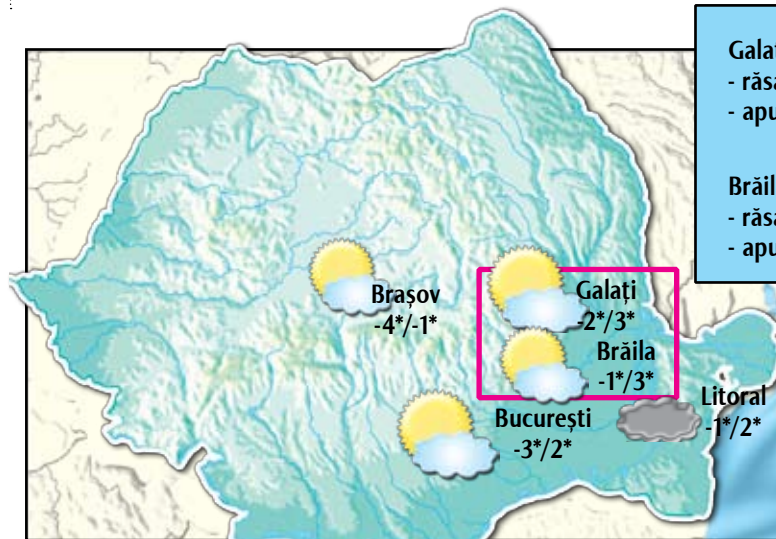 Brașov
-4*/-1*
Galați
-2*/3*
Brăila
-1*/3*
București
-3*/2*
Litoral
-1*/2*